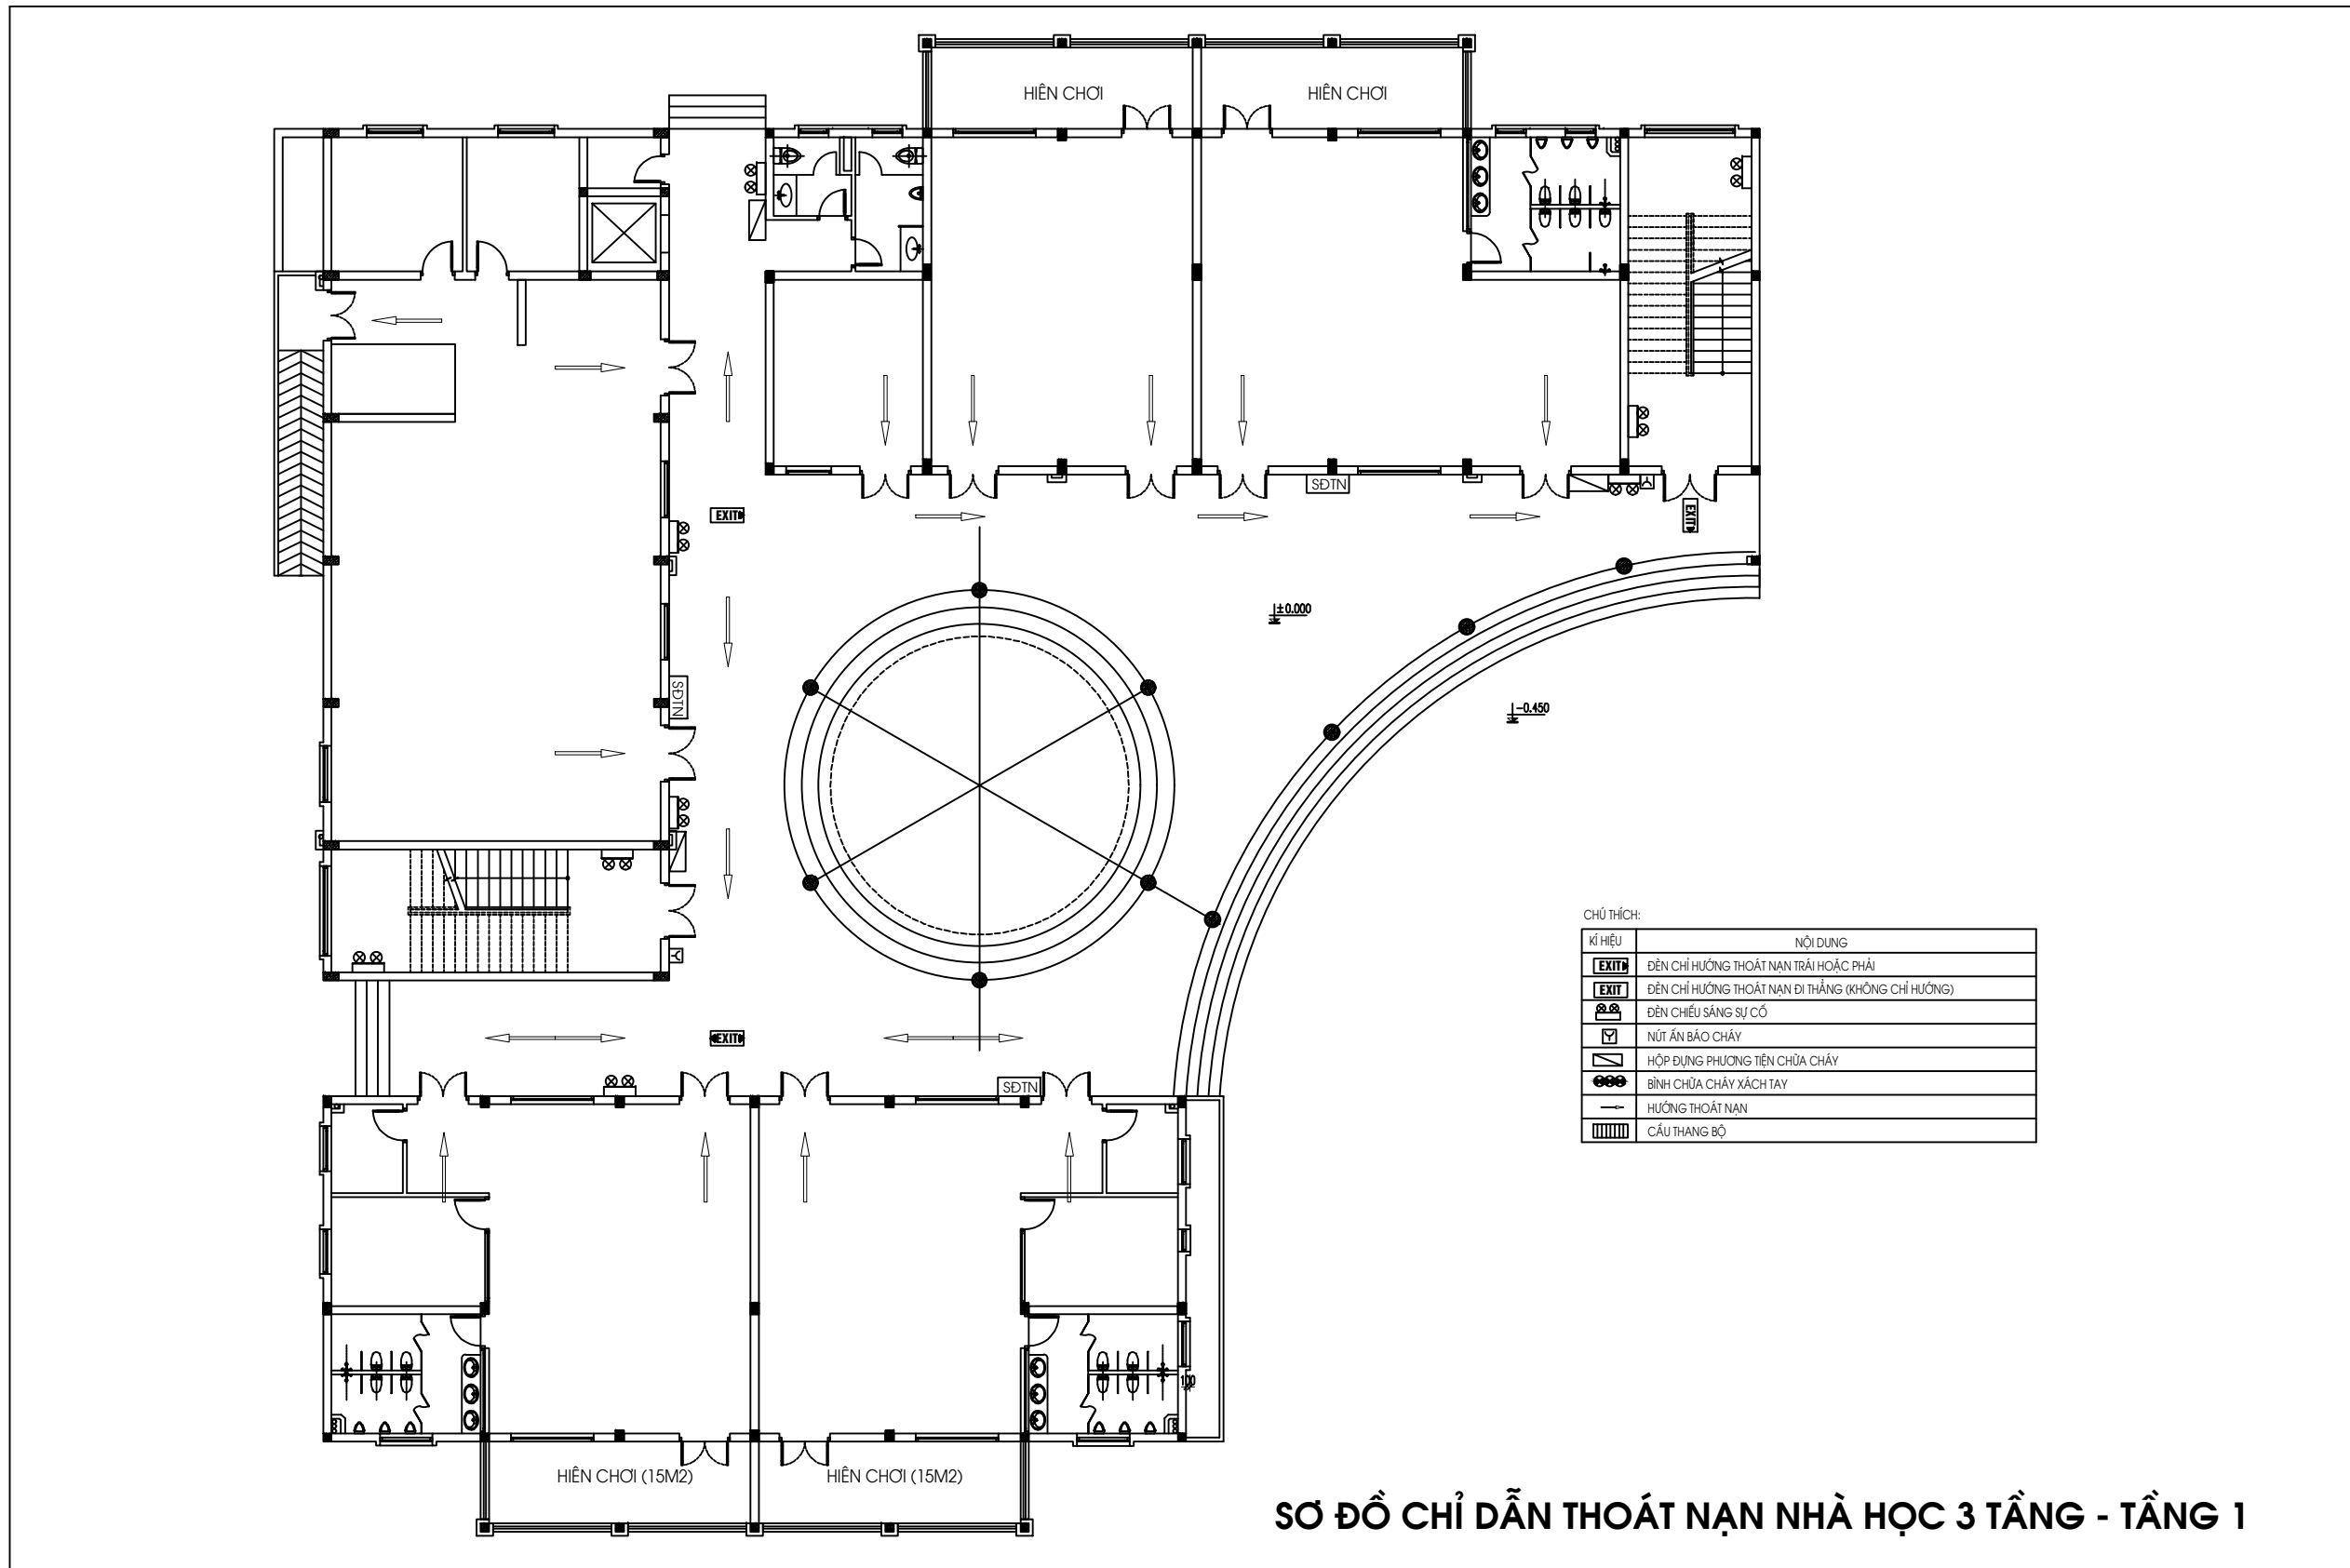 HIÊN CHƠI
HIÊN CHƠI
SĐTN
EXIT
EXIT
±0.000
SĐTN
-0.450
CHÚ THÍCH:
KÍ HIỆU NỘI DUNG
EXIT ĐÈN CHỈ HƯỚNG THOÁT NẠN TRÁI HOẶC PHẢI
EXIT ĐÈN CHỈ HƯỚNG THOÁT NẠN ĐI THẲNG (KHÔNG CHỈ HƯỚNG)
ĐÈN CHIẾU SÁNG SỰ CỐ
NÚT ẤN BÁO CHÁY
HỘP ĐỰNG PHƯƠNG TIỆN CHỮA CHÁY
BÌNH CHỮA CHÁY XÁCH TAY
HƯỚNG THOÁT NẠN
CẦU THANG BỘ
EXIT
SĐTN
100
HIÊN CHƠI (15M2)
HIÊN CHƠI (15M2)
SƠ ĐỒ CHỈ DẪN THOÁT NẠN NHÀ HỌC 3 TẦNG - TẦNG 1